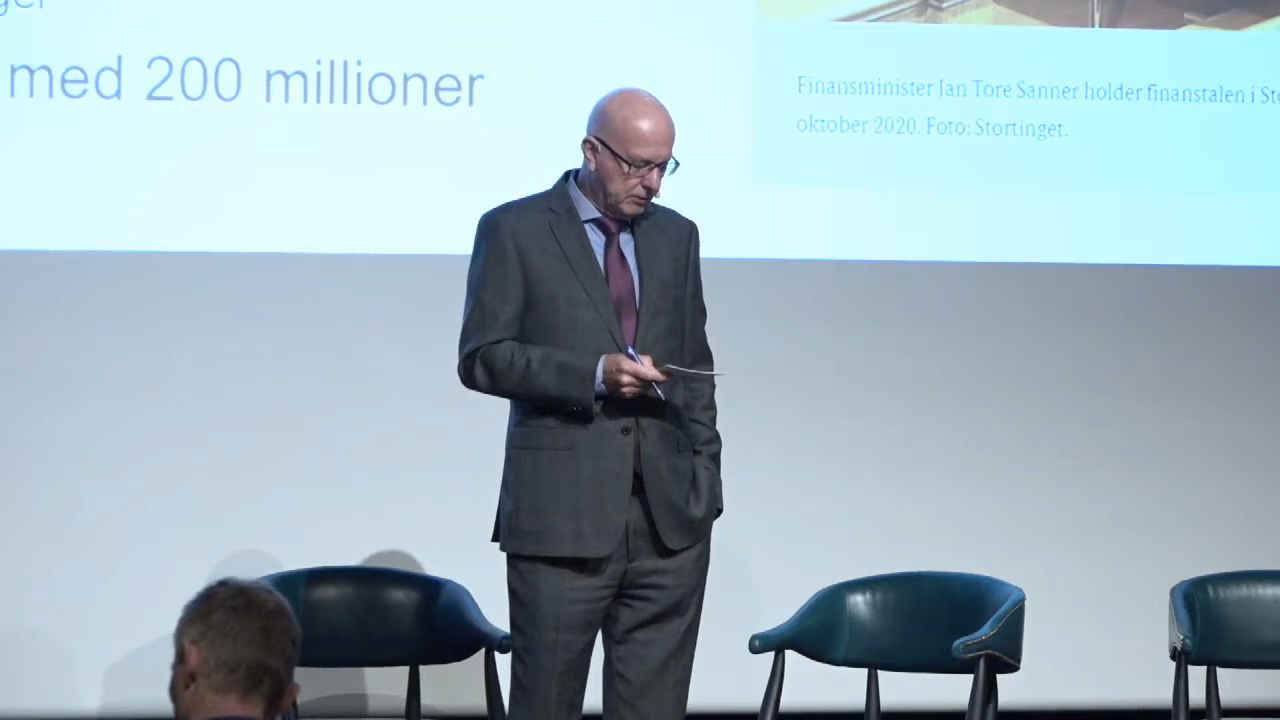 med 200 millioner
Finansminister Jan Tore Sanner holder finanstalen i
oktober 2020. Foto: Stortinget.